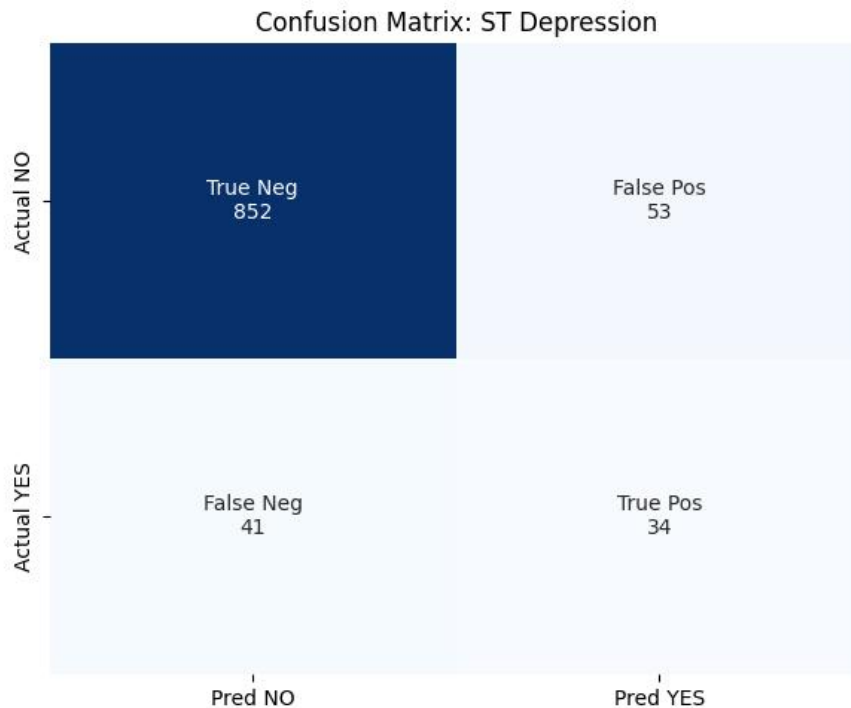 Confusion Matrix: ST Depression
Actual NO
True Neg
852
False Pos
53
Actual YES
False Neg
41
True Pos
34
Pred NO
Pred YES